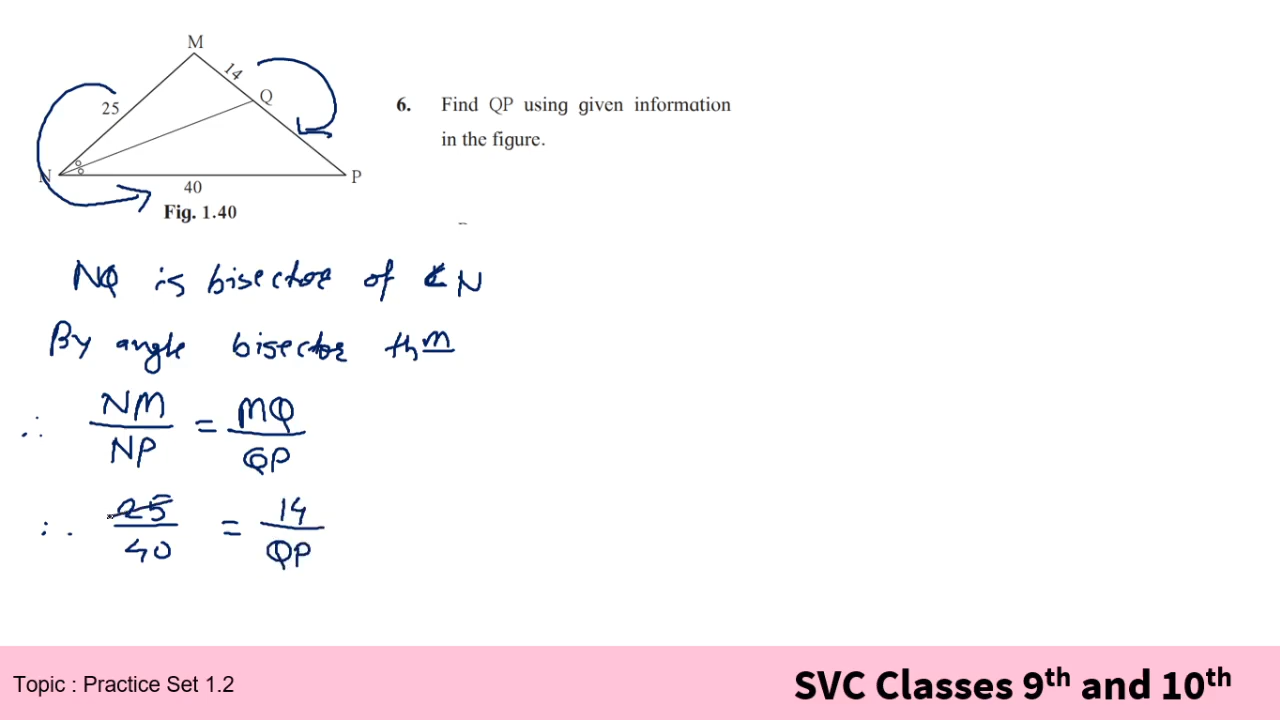 M
14
25
Q
N
P
40
Fig. 1.40
6. Find QP using given information
in the figure.
NQ is bisector of ∠N
By angle bisector thm
∴ NM/NP = MQ/QP
∴ 25/40 = 14/QP
Topic : Practice Set 1.2
SVC Classes 9th and 10th